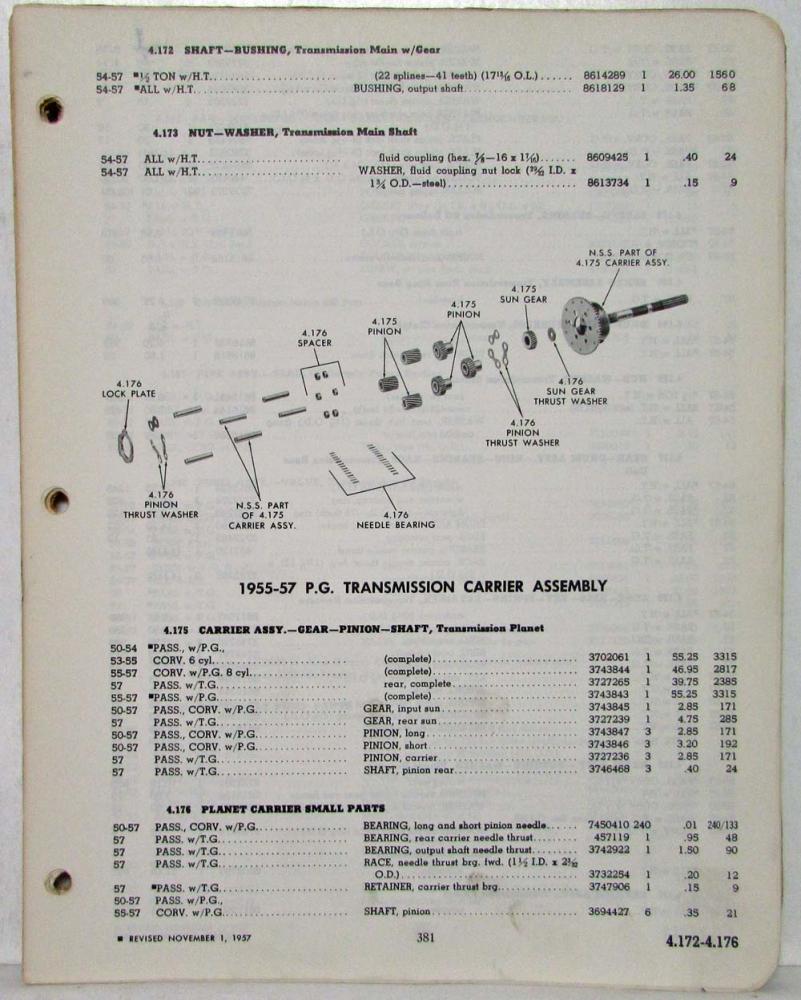 4.172 SHAFT—BUSHING, Transmission Main w/Gear
54-57 ■½ TON w/H.T. (22 splines—41 teeth) (17¹³⁄₁₆ O.L.) 8614289 1 26.00 1560
54-57 ■ALL w/H.T. BUSHING, output shaft 8618129 1 1.35 68
4.173 NUT—WASHER, Transmission Main Shaft
54-57 ALL w/H.T. fluid coupling (hex. ⅞—16 x 1⁷⁄₁₆) 8609425 1 .40 24
54-57 ALL w/H.T. WASHER, fluid coupling nut lock (²⁹⁄₃₂ I.D. x
1¾ O.D.—steel) 8613734 1 .15 9
N.S.S. PART OF
4.175 CARRIER ASSY.
4.175
SUN GEAR
4.175
PINION
4.175
PINION
4.176
SPACER
4.176
LOCK PLATE
4.176
SUN GEAR
THRUST WASHER
4.176
PINION
THRUST WASHER
4.176
PINION
THRUST WASHER
N.S.S. PART
OF 4.175
CARRIER ASSY.
4.176
NEEDLE BEARING
1955-57 P.G. TRANSMISSION CARRIER ASSEMBLY
4.175 CARRIER ASSY.—GEAR—PINION—SHAFT, Transmission Planet
50-54 ■PASS., w/P.G.,
53-55 CORV. 6 cyl. (complete) 3702061 1 55.25 3315
55-57 CORV. w/P.G. 8 cyl. (complete) 3743844 1 46.95 2817
57 PASS. w/T.G. rear, complete 3727265 1 39.75 2385
55-57 ■PASS. w/P.G. (complete) 3743843 1 55.25 3315
50-57 PASS., CORV. w/P.G. GEAR, input sun 3743845 1 2.85 171
57 PASS. w/T.G. GEAR, rear sun 3727239 1 4.75 285
50-57 PASS., CORV. w/P.G. PINION, long 3743847 3 2.85 171
50-57 PASS., CORV. w/P.G. PINION, short 3743846 3 3.20 192
57 PASS. w/T.G. PINION, carrier 3727236 3 2.85 171
57 PASS. w/T.G. SHAFT, pinion rear 3746468 3 .40 24
4.176 PLANET CARRIER SMALL PARTS
50-57 PASS., CORV. w/P.G. BEARING, long and short pinion needle 7450410 240 .01 240/133
57 PASS. w/T.G. BEARING, rear carrier needle thrust 457119 1 .95 48
57 PASS. w/T.G. BEARING, output shaft needle thrust 3742922 1 1.50 90
57 PASS. w/T.G. RACE, needle thrust brg. fwd. (1½ I.D. x
O.D.) 3732254 1 .20 12
57 ■PASS. w/T.G. RETAINER, carrier thrust brg. 3747906 1 .15 9
50-57 PASS. w/P.G.,
55-57 CORV. w/P.G. SHAFT, pinion 3694427 6 .35 21
■ REVISED NOVEMBER 1, 1957 381 4.172-4.176